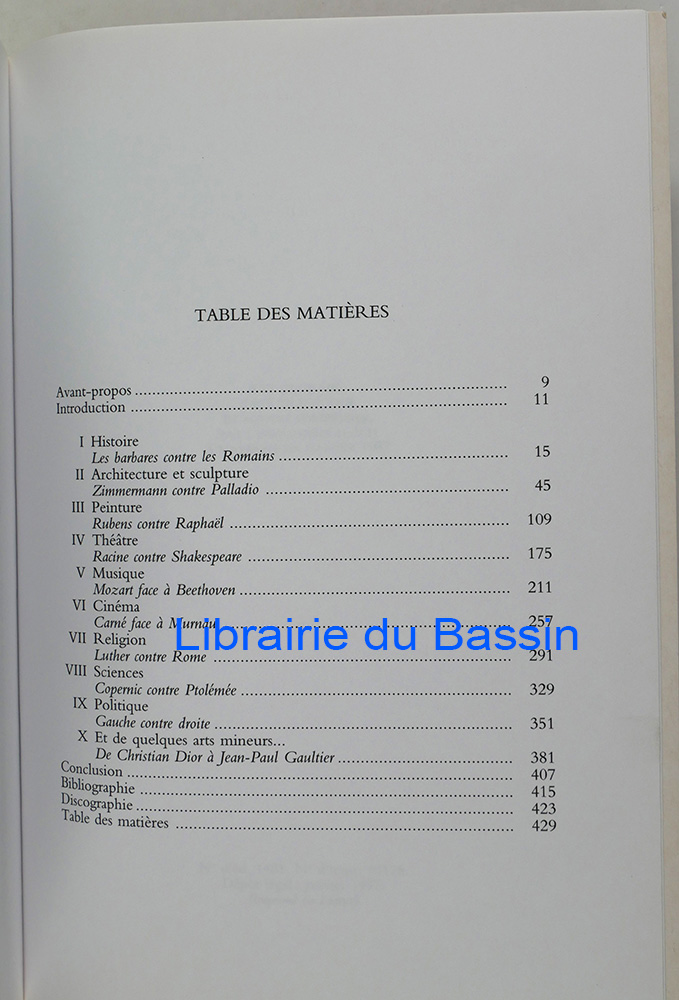 TABLE DES MATIÈRES
Avant-propos ........ 9
Introduction ........ 11
I Histoire
Les barbares contre les Romains ........ 15
II Architecture et sculpture
Zimmermann contre Palladio ........ 45
III Peinture
Rubens contre Raphaël ........ 109
IV Théâtre
Racine contre Shakespeare ........ 175
V Musique
Mozart face à Beethoven ........ 211
VI Cinéma
Carné face à Murnau ........ 257
Librairie du Bassin
VII Religion
Luther contre Rome ........ 291
VIII Sciences
Copernic contre Ptolémée ........ 329
IX Politique
Gauche contre droite ........ 351
X Et de quelques arts mineurs...
De Christian Dior à Jean-Paul Gaultier ........ 381
Conclusion ........ 407
Bibliographie ........ 415
Discographie ........ 423
Table des matières ........ 429